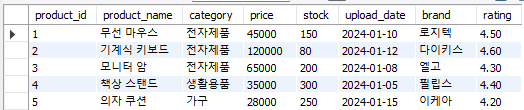 product_id product_name category price stock upload_date brand rating
1 무선 마우스 전자제품 45000 150 2024-01-10 로지텍 4.50
2 기계식 키보드 전자제품 120000 80 2024-01-12 다이키스 4.60
3 모니터 암 전자제품 65000 200 2024-01-08 엘고 4.30
4 책상 스탠드 생활용품 35000 300 2024-01-05 필립스 4.40
5 의자 쿠션 가구 28000 250 2024-01-15 이케아 4.20